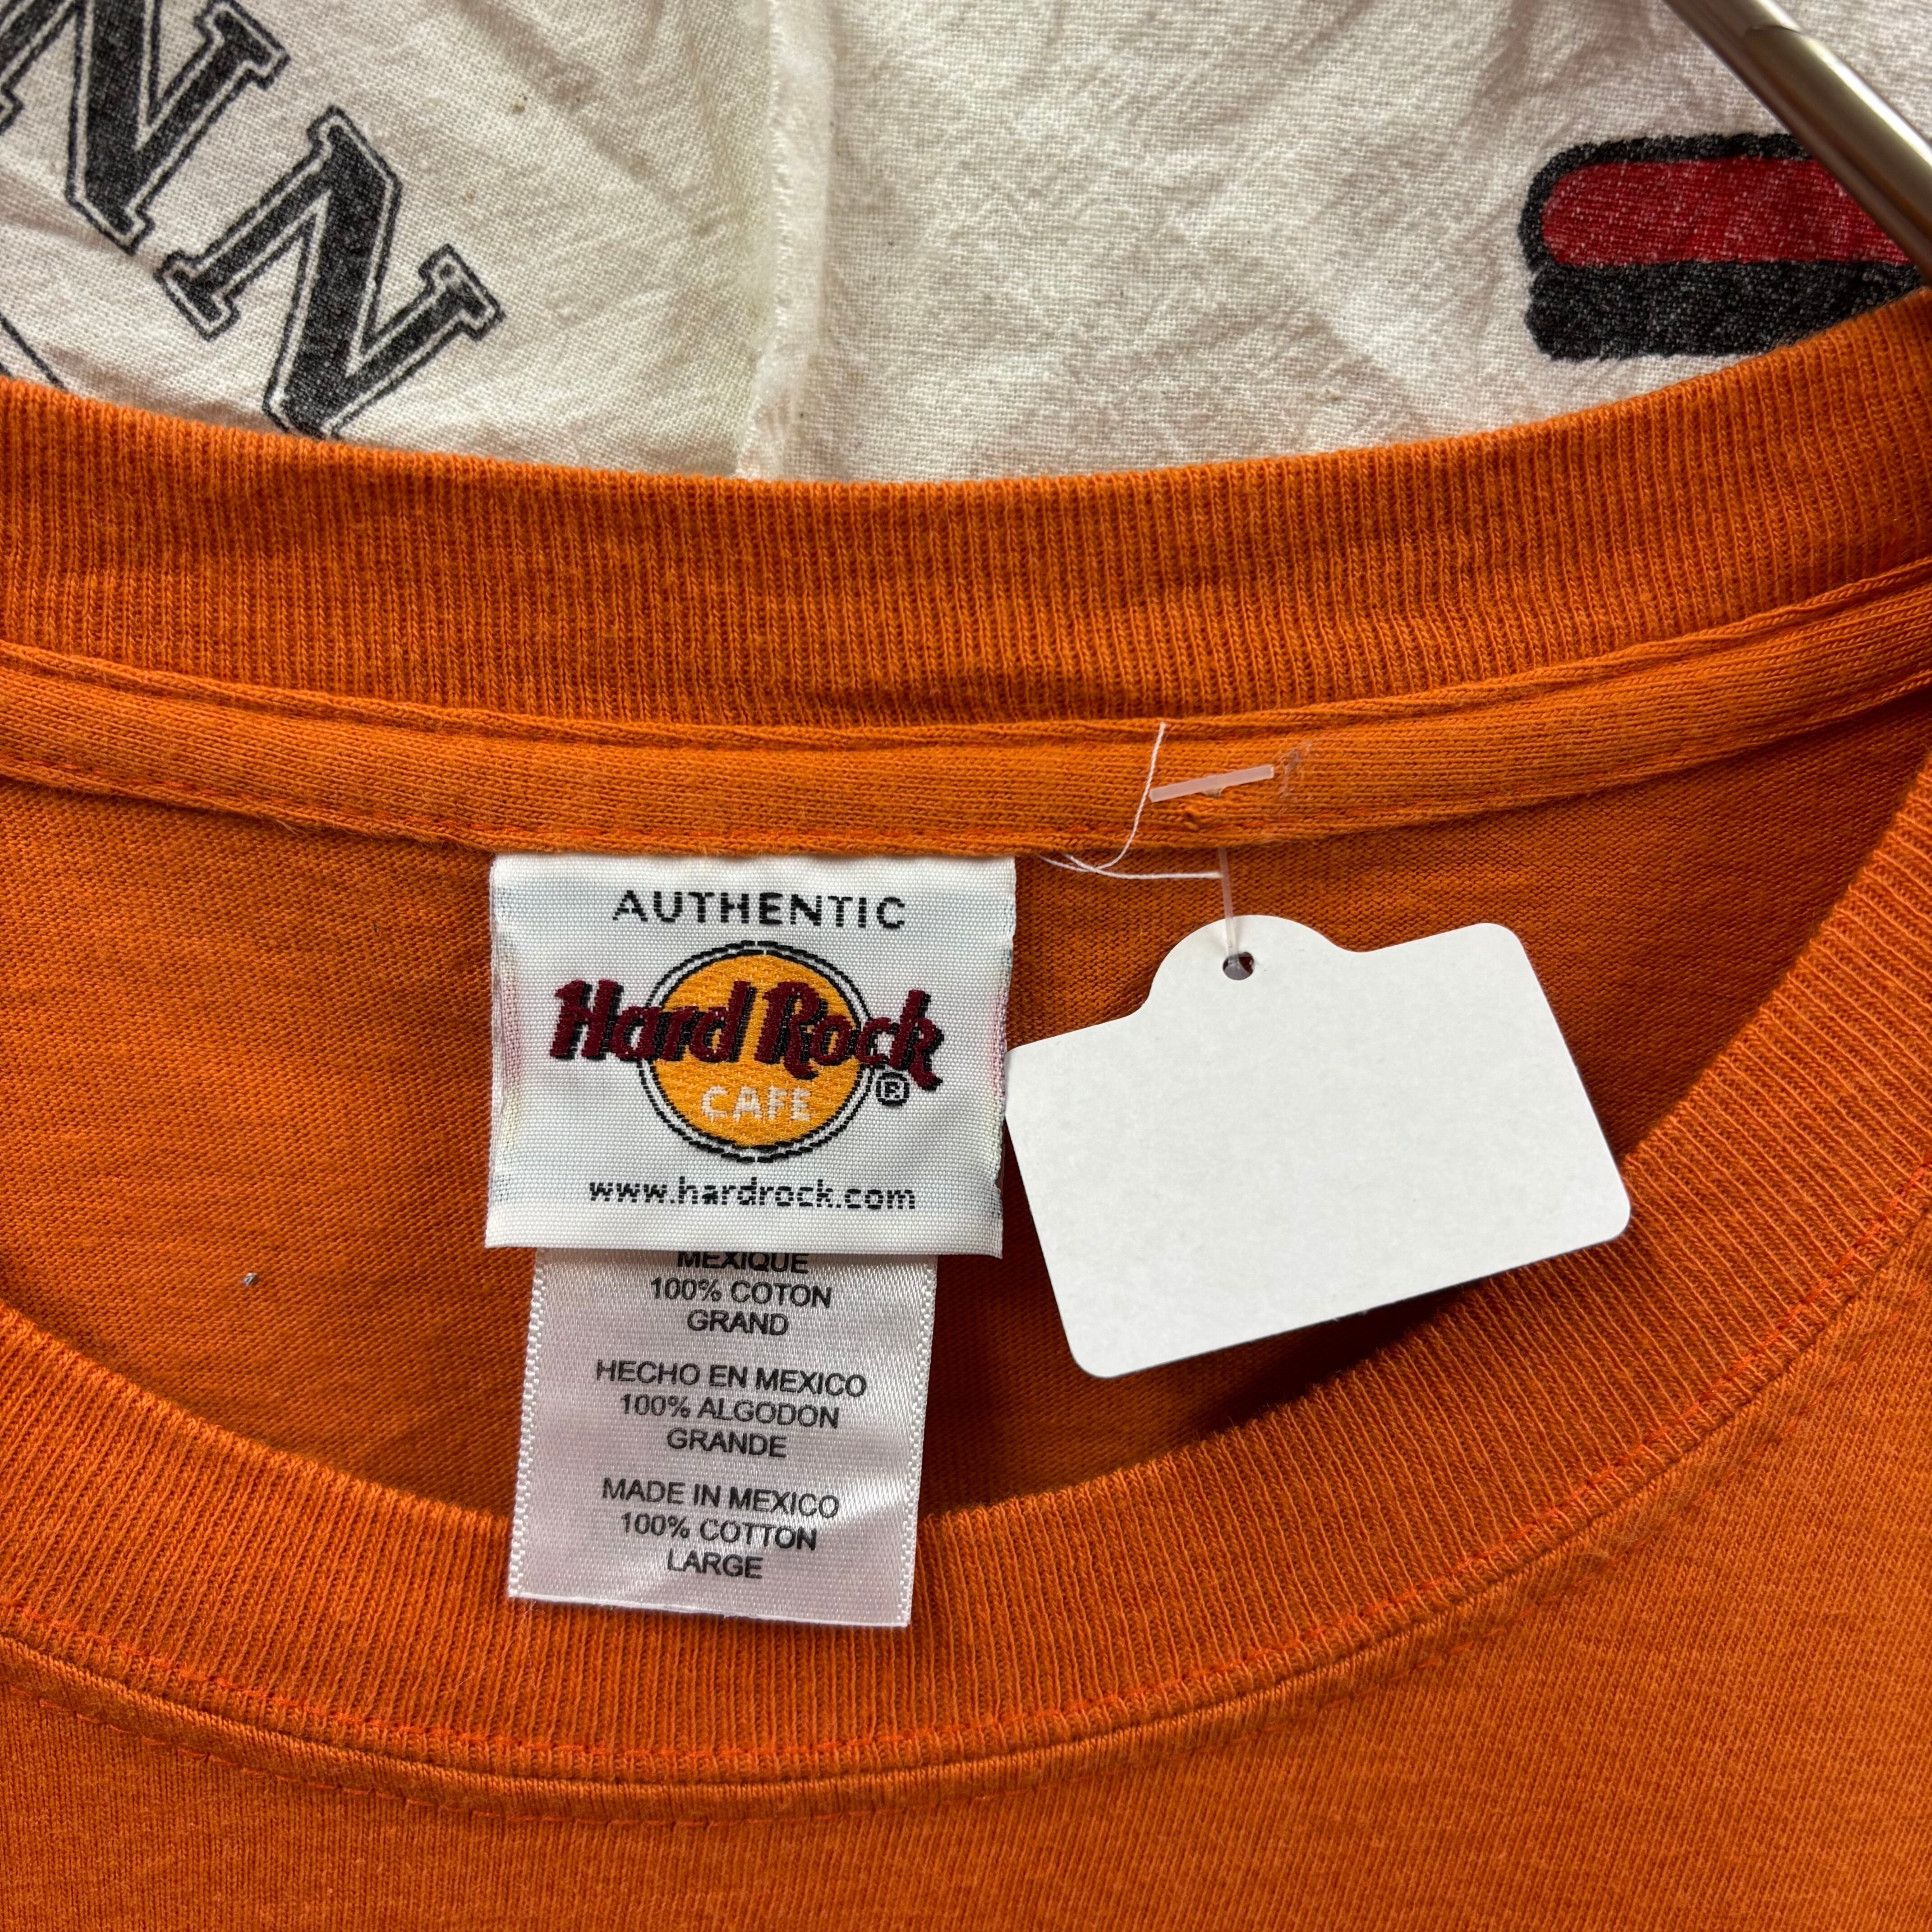 NN
AUTHENTIC
Hard Rock
CAFE
®
www.hardrock.com
MEXIQUE
100% COTON
GRAND
HECHO EN MEXICO
100% ALGODON
GRANDE
MADE IN MEXICO
100% COTTON
LARGE